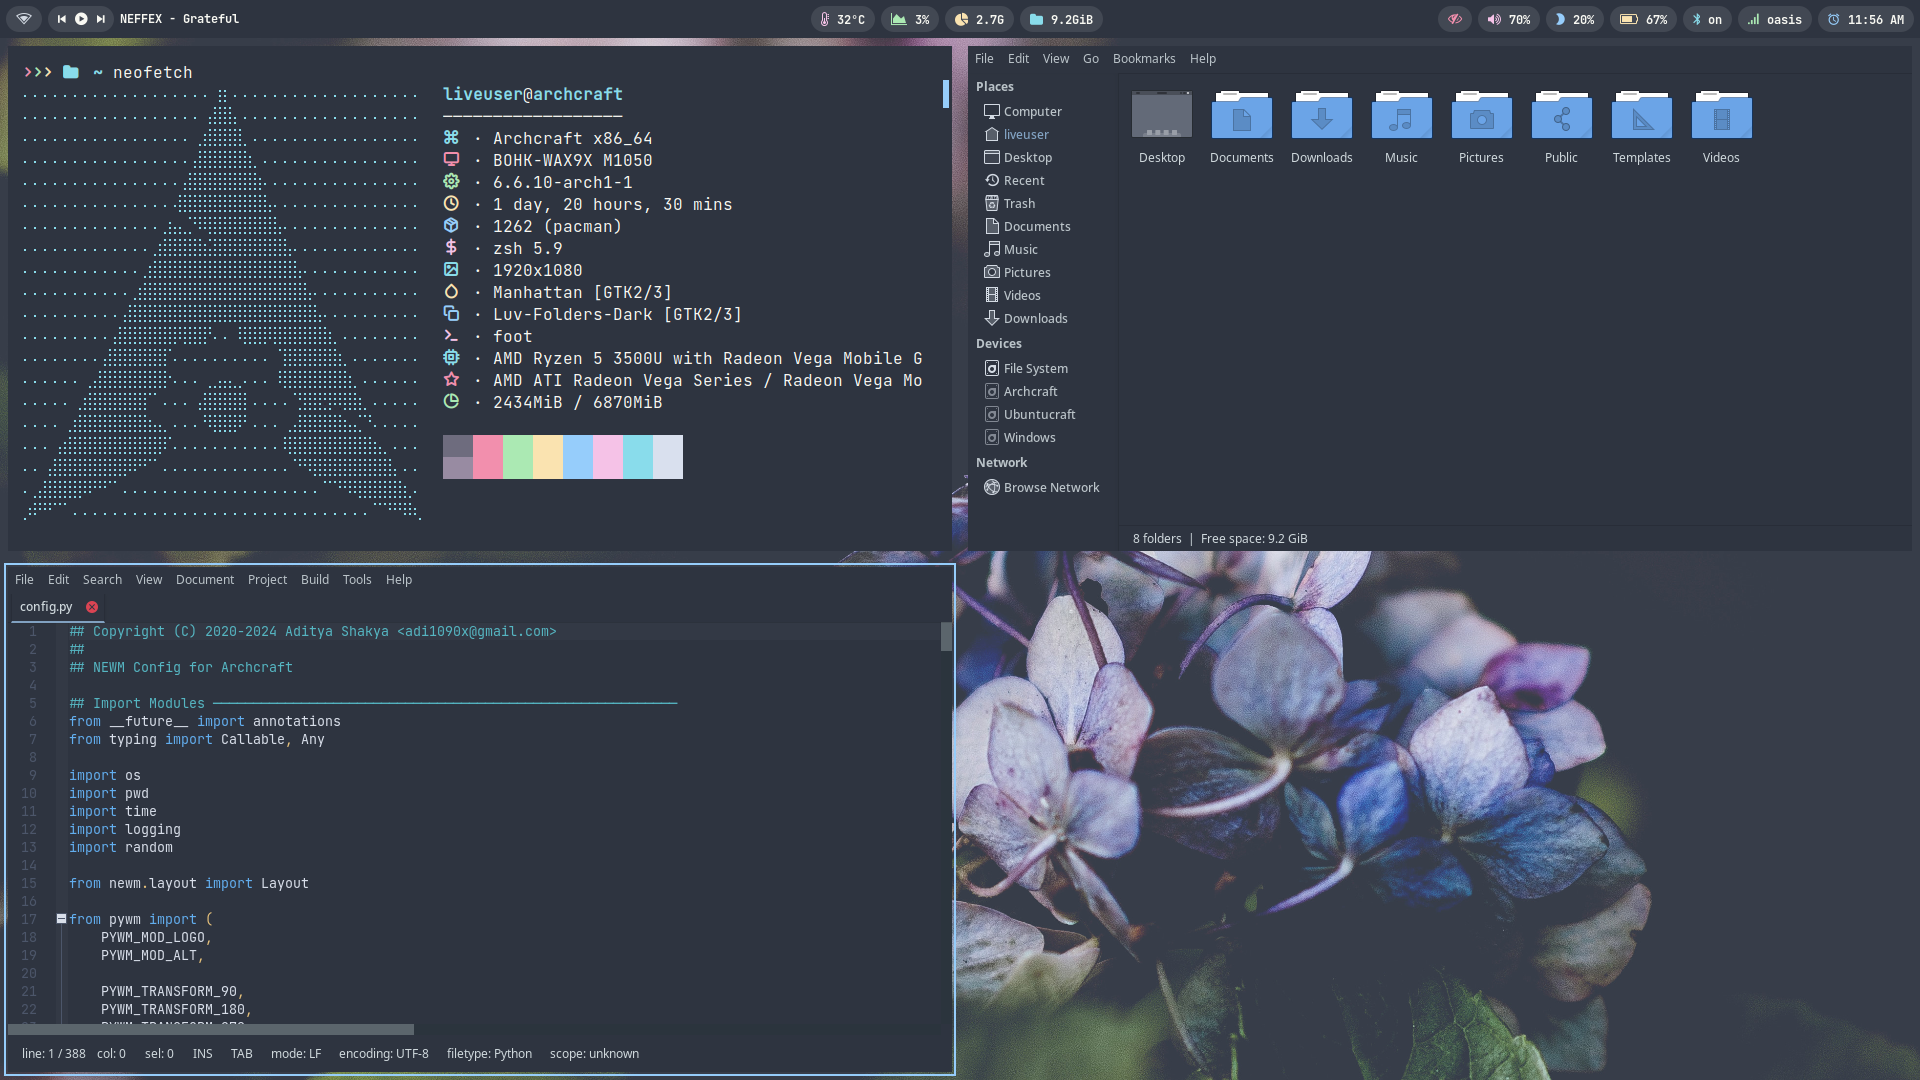 NEFFEX - Grateful
32°C
3%
2.7G
9.2GiB
70%
20%
67%
on
oasis
11:56 AM
~ neofetch
liveuser@archcraft
· Archcraft x86_64
· BOHK-WAX9X M1050
· 6.6.10-arch1-1
· 1 day, 20 hours, 30 mins
· 1262 (pacman)
· zsh 5.9
· 1920x1080
· Manhattan [GTK2/3]
· Luv-Folders-Dark [GTK2/3]
· foot
· AMD Ryzen 5 3500U with Radeon Vega Mobile G
· AMD ATI Radeon Vega Series / Radeon Vega Mo
· 2434MiB / 6870MiB
File Edit View Go Bookmarks Help
Places
Computer
liveuser
Desktop
Recent
Trash
Documents
Music
Pictures
Videos
Downloads
Devices
File System
Archcraft
Ubuntucraft
Windows
Network
Browse Network
Desktop Documents Downloads Music Pictures Public Templates Videos
8 folders | Free space: 9.2 GiB
File Edit Search View Document Project Build Tools Help
config.py
1 ## Copyright (C) 2020-2024 Aditya Shakya <adi1090x@gmail.com>
2 ##
3 ## NEWM Config for Archcraft
4
5 ## Import Modules ──────────────────────────────────────────────────────────
6 from __future__ import annotations
7 from typing import Callable, Any
8
9 import os
10 import pwd
11 import time
12 import logging
13 import random
14
15 from newm.layout import Layout
16
17 from pywm import (
18 PYWM_MOD_LOGO,
19 PYWM_MOD_ALT,
20
21 PYWM_TRANSFORM_90,
22 PYWM_TRANSFORM_180,
line: 1 / 388 col: 0 sel: 0 INS TAB mode: LF encoding: UTF-8 filetype: Python scope: unknown